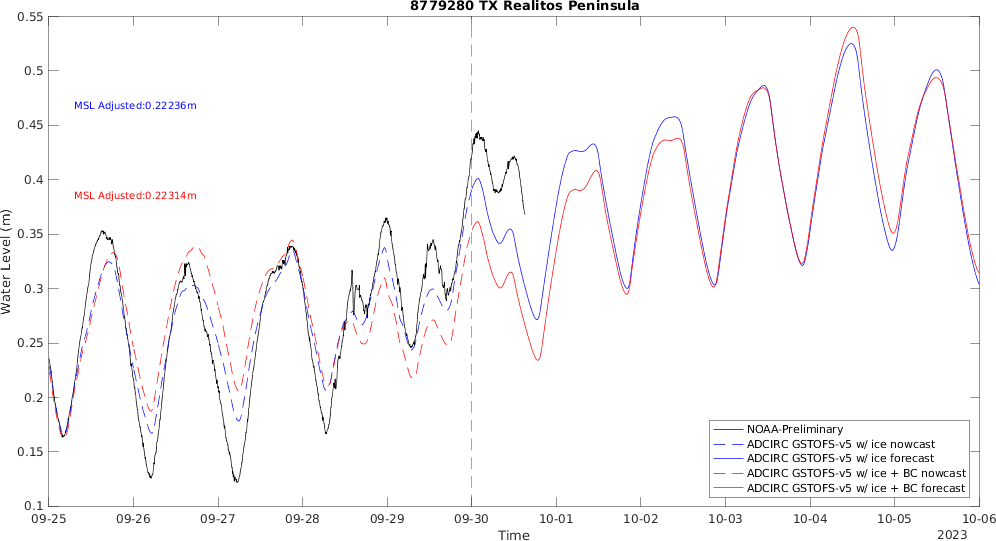 8779280 TX Realitos Peninsula
0.55
0.5
0.45
0.4
0.35
0.3
0.25
0.2
0.15
0.1
Water Level (m)
MSL Adjusted:0.22236m
MSL Adjusted:0.22314m
NOAA-Preliminary
ADCIRC GSTOFS-v5 w/ ice nowcast
ADCIRC GSTOFS-v5 w/ ice forecast
ADCIRC GSTOFS-v5 w/ ice + BC nowcast
ADCIRC GSTOFS-v5 w/ ice + BC forecast
09-25 09-26 09-27 09-28 09-29 09-30 10-01 10-02 10-03 10-04 10-05 10-06
Time
2023